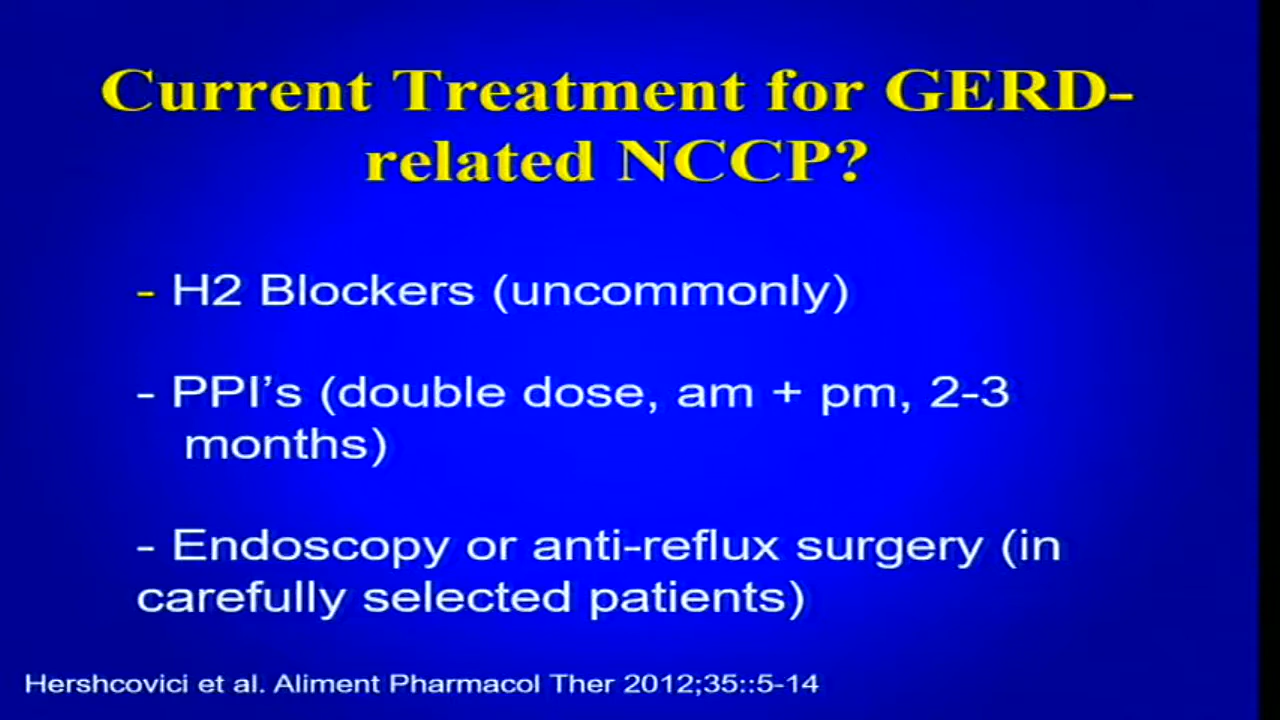 Current Treatment for GERD-
related NCCP?
- H2 Blockers (uncommonly)
- PPI’s (double dose, am + pm, 2-3
months)
- Endoscopy or anti-reflux surgery (in
carefully selected patients)
Hershcovici et al. Aliment Pharmacol Ther 2012;35::5-14